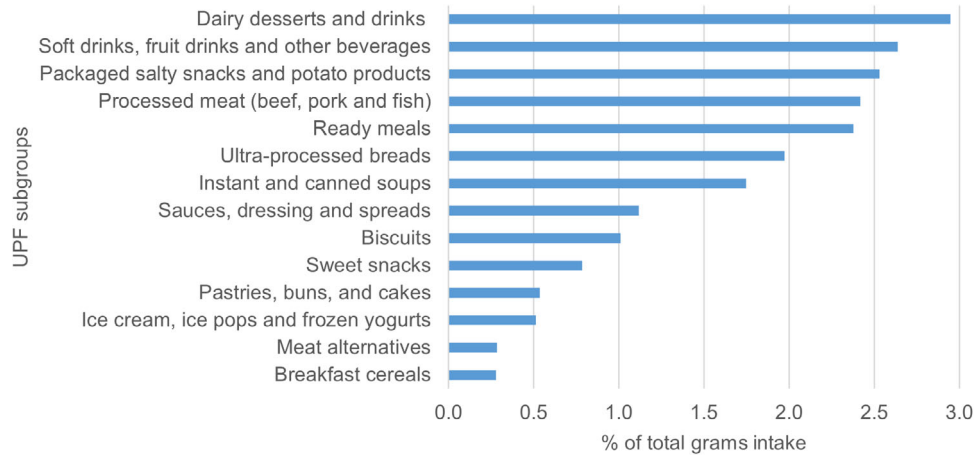 Dairy desserts and drinks
Soft drinks, fruit drinks and other beverages
Packaged salty snacks and potato products
Processed meat (beef, pork and fish)
Ready meals
Ultra-processed breads
Instant and canned soups
Sauces, dressing and spreads
Biscuits
Sweet snacks
Pastries, buns, and cakes
Ice cream, ice pops and frozen yogurts
Meat alternatives
Breakfast cereals
UPF subgroups
0.0 0.5 1.0 1.5 2.0 2.5 3.0
% of total grams intake